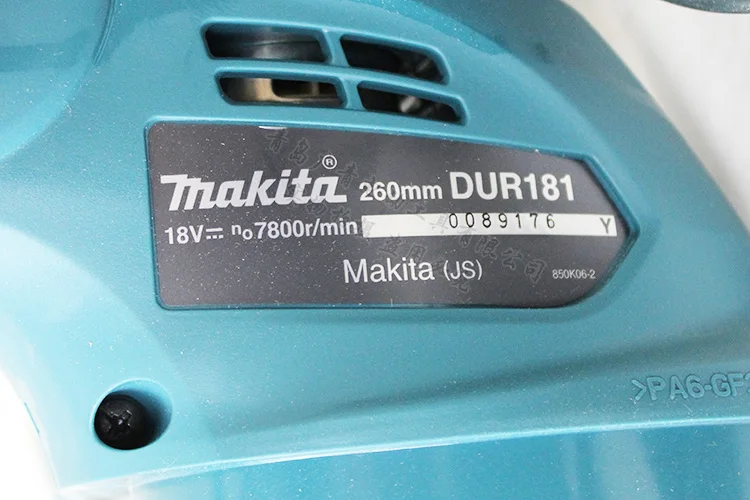 makita® 260mm DUR181
18V⎓ n₀7800r/min 0089176 Y
Makita (JS) 850K06-2
>PA6-GF